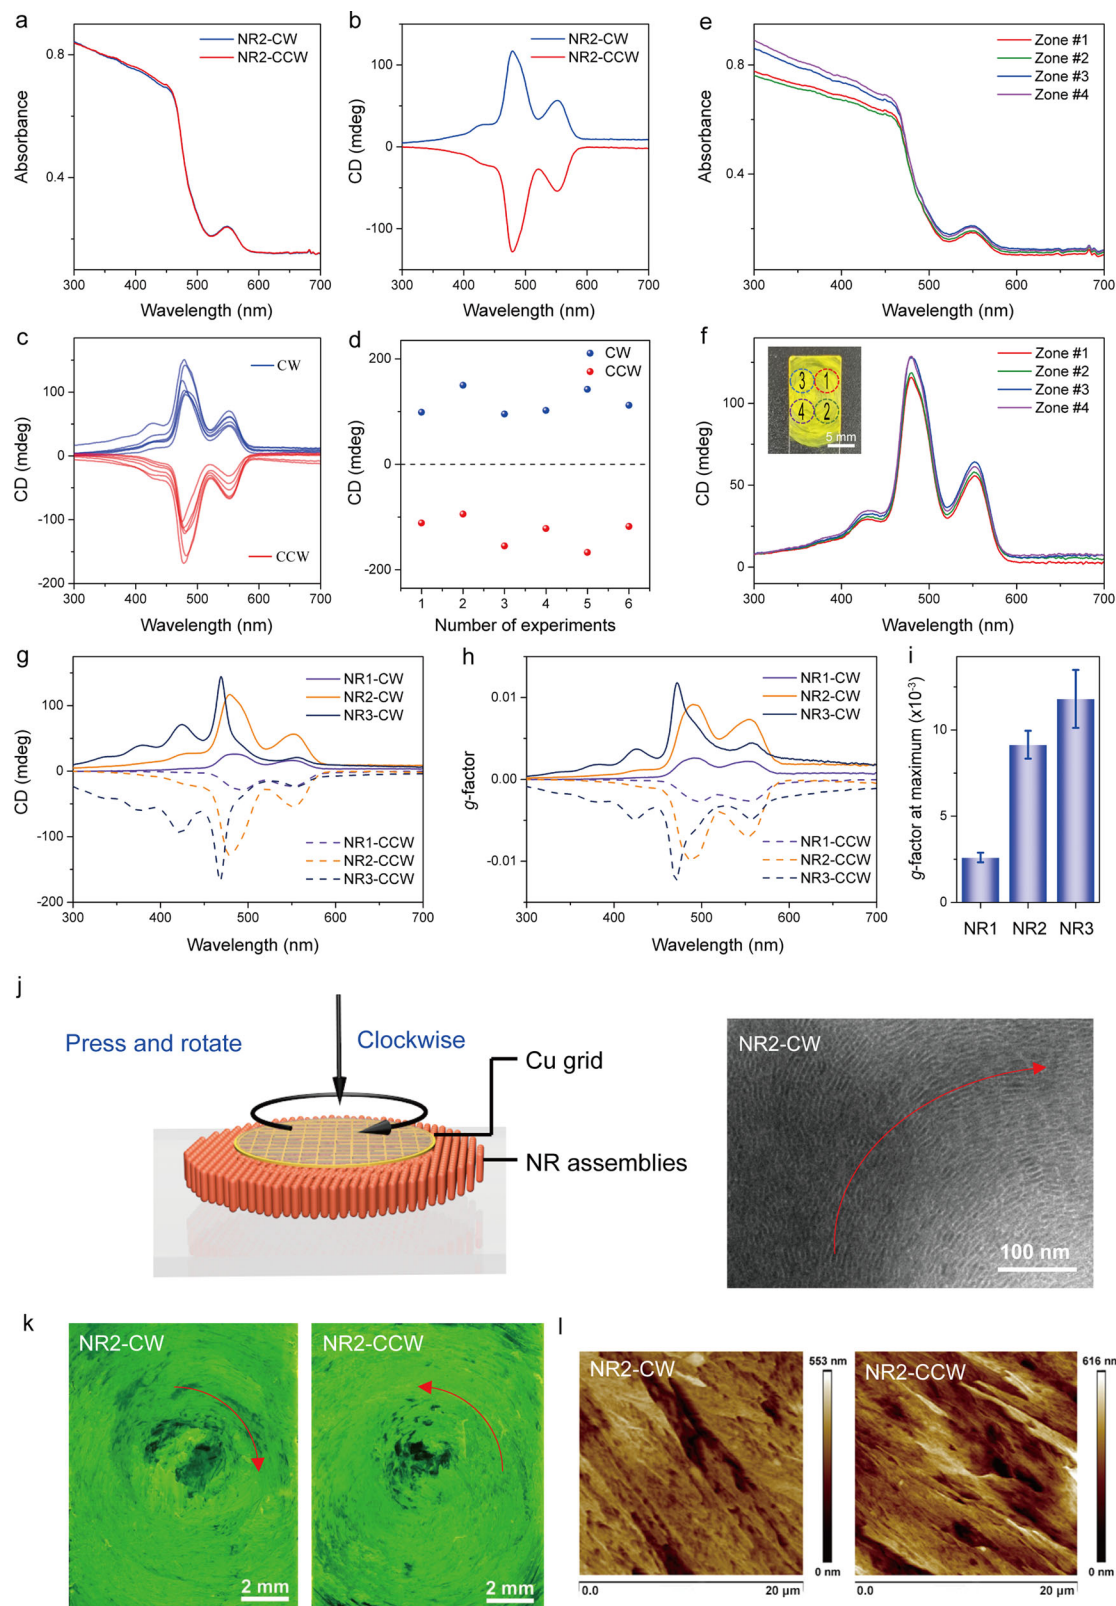 a
NR2-CW
NR2-CCW
0.8
0.4
Absorbance
300 400 500 600 700
Wavelength (nm)
b
NR2-CW
NR2-CCW
100
0
-100
CD (mdeg)
300 400 500 600 700
Wavelength (nm)
e
Zone #1
Zone #2
Zone #3
Zone #4
0.8
0.4
Absorbance
300 400 500 600 700
Wavelength (nm)
c
CW
CCW
100
0
-100
-200
CD (mdeg)
300 400 500 600 700
Wavelength (nm)
d
CW
CCW
200
0
-200
CD (mdeg)
1 2 3 4 5 6
Number of experiments
f
Zone #1
Zone #2
Zone #3
Zone #4
3 1
4 2
5 mm
100
50
0
CD (mdeg)
300 400 500 600 700
Wavelength (nm)
g
NR1-CW
NR2-CW
NR3-CW
NR1-CCW
NR2-CCW
NR3-CCW
100
0
-100
-200
CD (mdeg)
300 400 500 600 700
Wavelength (nm)
h
NR1-CW
NR2-CW
NR3-CW
NR1-CCW
NR2-CCW
NR3-CCW
0.01
0.00
-0.01
g-factor
300 400 500 600 700
Wavelength (nm)
i
10
5
0
g-factor at maximum (x10-3)
NR1 NR2 NR3
j
Press and rotate
Clockwise
Cu grid
NR assemblies
NR2-CW
100 nm
k
NR2-CW
2 mm
NR2-CCW
2 mm
l
NR2-CW
553 nm
0 nm
0.0 20 µm
NR2-CCW
616 nm
0 nm
0.0 20 µm